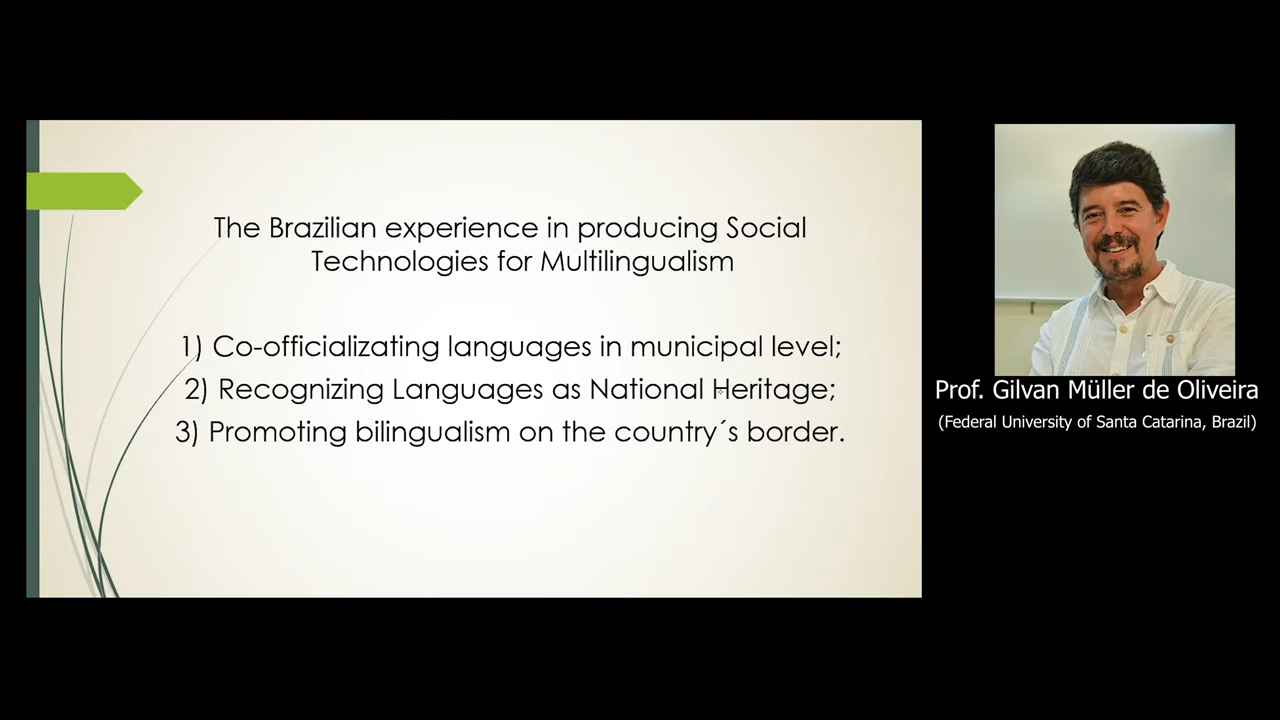 The Brazilian experience in producing Social
Technologies for Multilingualism
1) Co-officializating languages in municipal level;
2) Recognizing Languages as National Heritage;
3) Promoting bilingualism on the country´s border.
Prof. Gilvan Müller de Oliveira
(Federal University of Santa Catarina, Brazil)